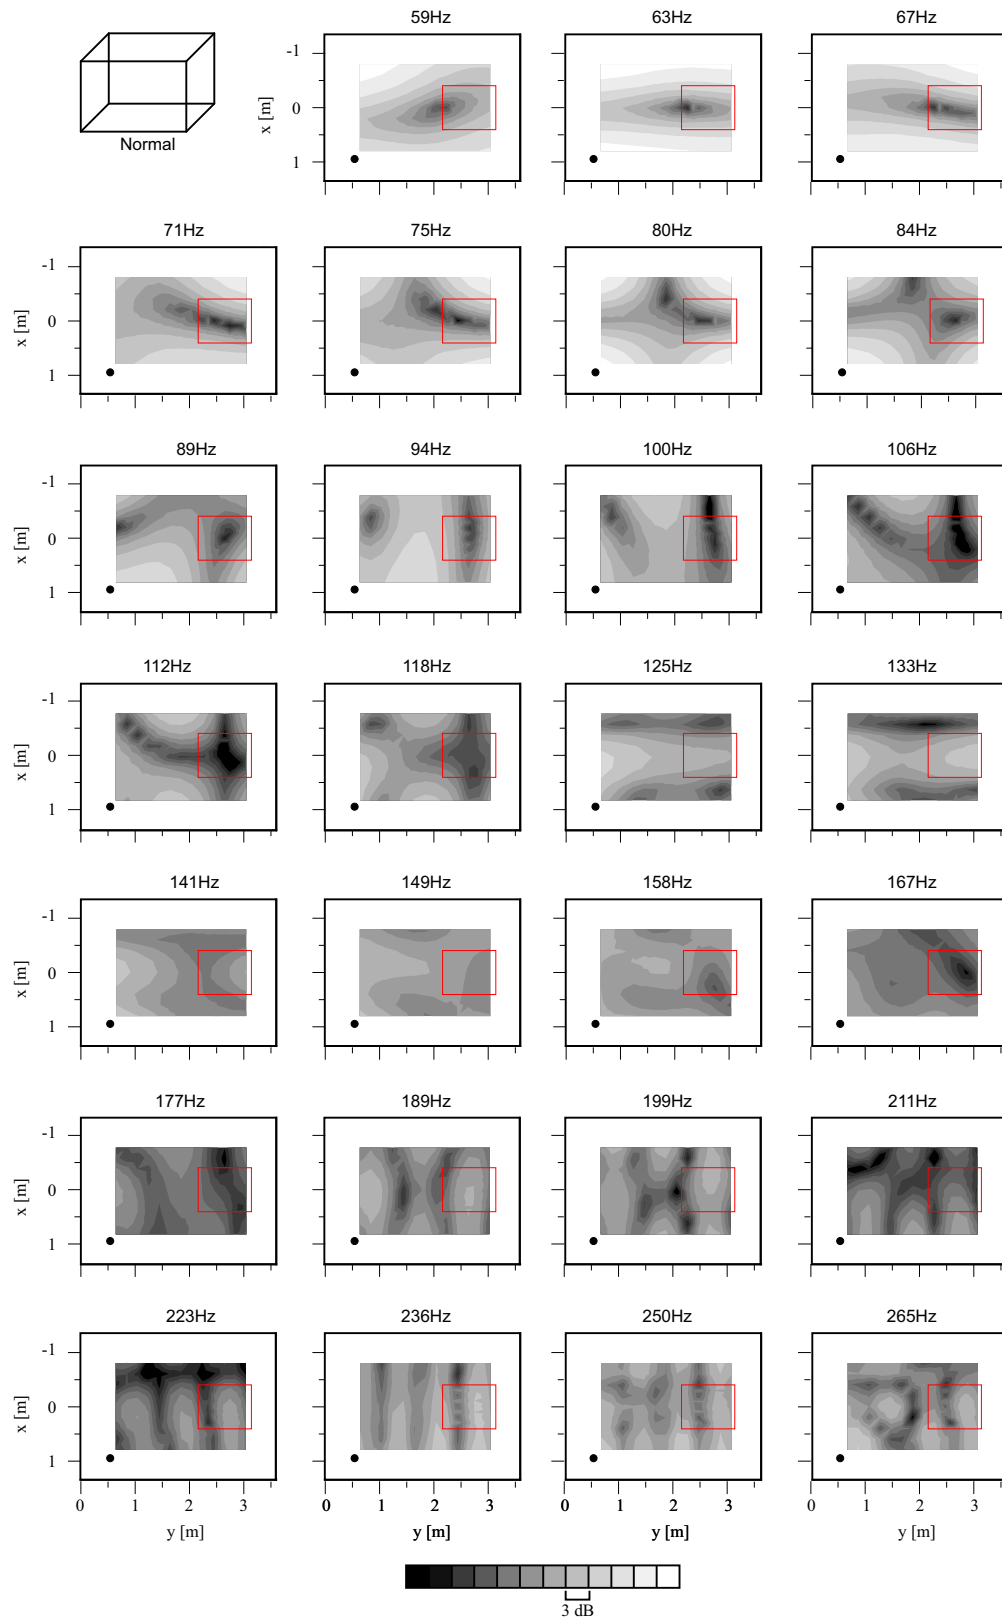 59Hz
63Hz
67Hz
Normal
-1
0
1
x [m]
71Hz
75Hz
80Hz
84Hz
-1
0
1
x [m]
89Hz
94Hz
100Hz
106Hz
-1
0
1
x [m]
112Hz
118Hz
125Hz
133Hz
-1
0
1
x [m]
141Hz
149Hz
158Hz
167Hz
-1
0
1
x [m]
177Hz
189Hz
199Hz
211Hz
-1
0
1
x [m]
223Hz
236Hz
250Hz
265Hz
-1
0
1
x [m]
0 1 2 3
0 1 2 3
0 1 2 3
0 1 2 3
y [m]
y [m]
y [m]
y [m]
3 dB